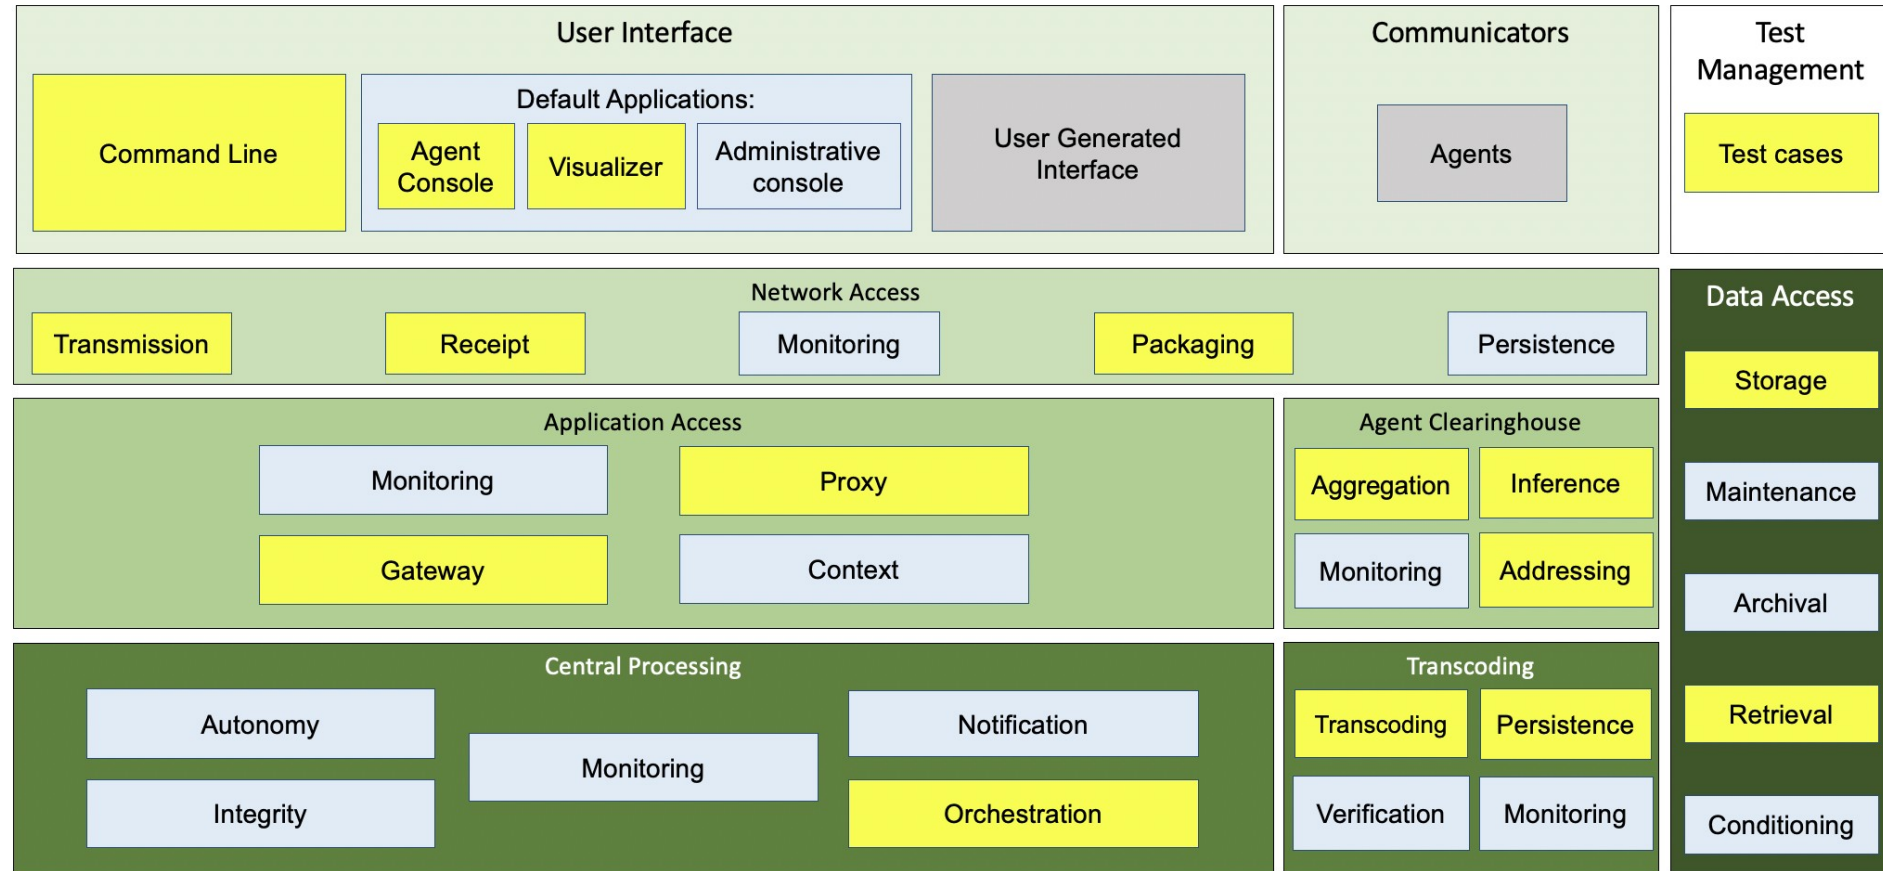 User Interface
Command Line
Default Applications:
Agent
Console
Visualizer
Administrative
console
User Generated
Interface
Communicators
Agents
Test
Management
Test cases
Network Access
Transmission
Receipt
Monitoring
Packaging
Persistence
Application Access
Monitoring
Proxy
Gateway
Context
Agent Clearinghouse
Aggregation
Inference
Monitoring
Addressing
Central Processing
Autonomy
Integrity
Monitoring
Notification
Orchestration
Transcoding
Transcoding
Persistence
Verification
Monitoring
Data Access
Storage
Maintenance
Archival
Retrieval
Conditioning